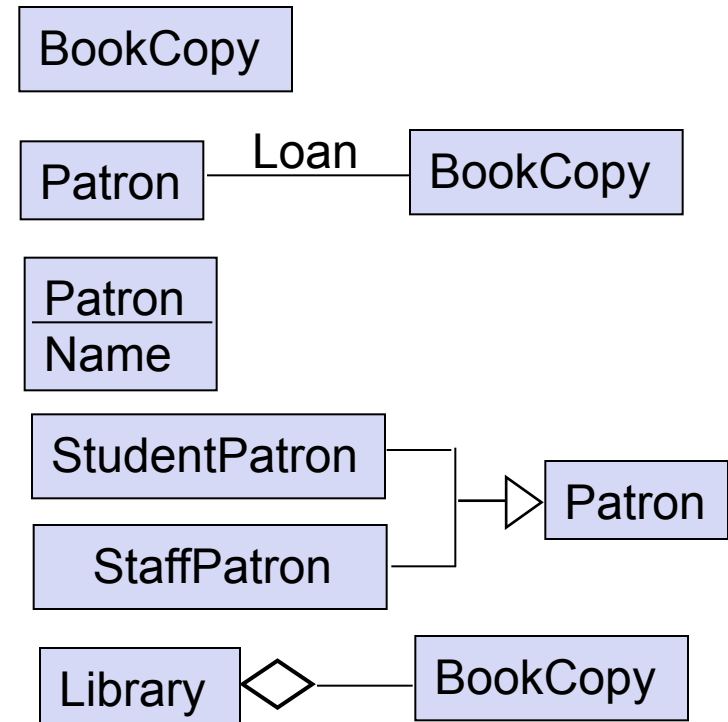 BookCopy
Patron Loan BookCopy
Patron
Name
StudentPatron
Patron
StaffPatron
Library BookCopy